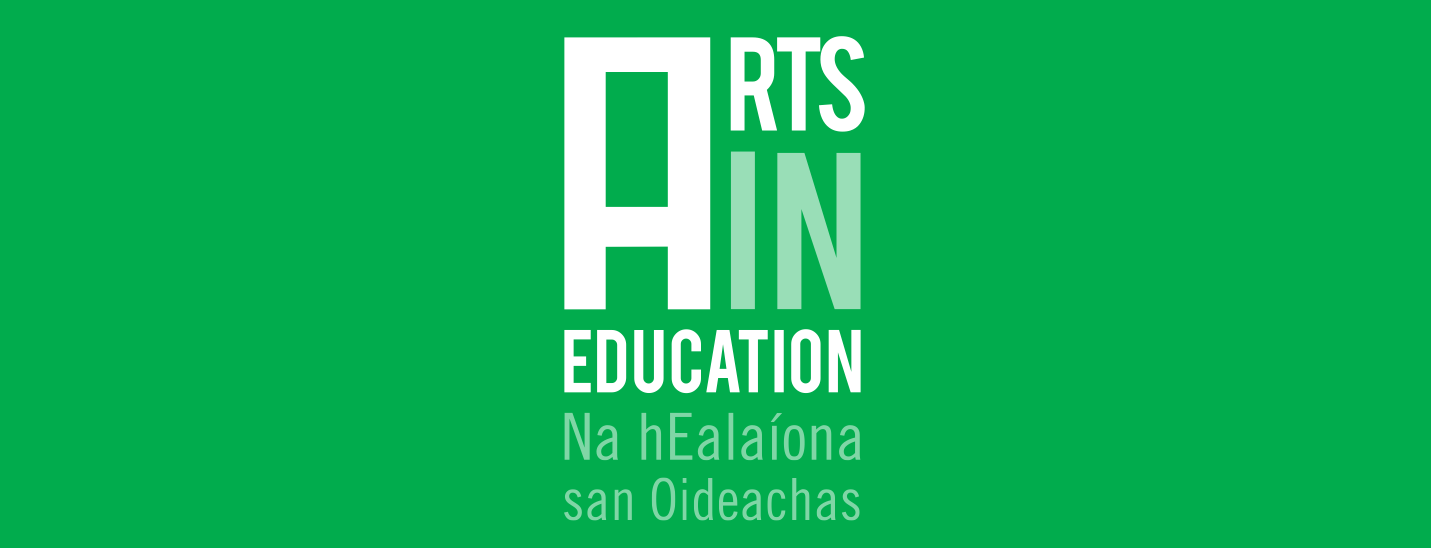 ARTS
IN
EDUCATION
Na hEalaíona
san Oideachas